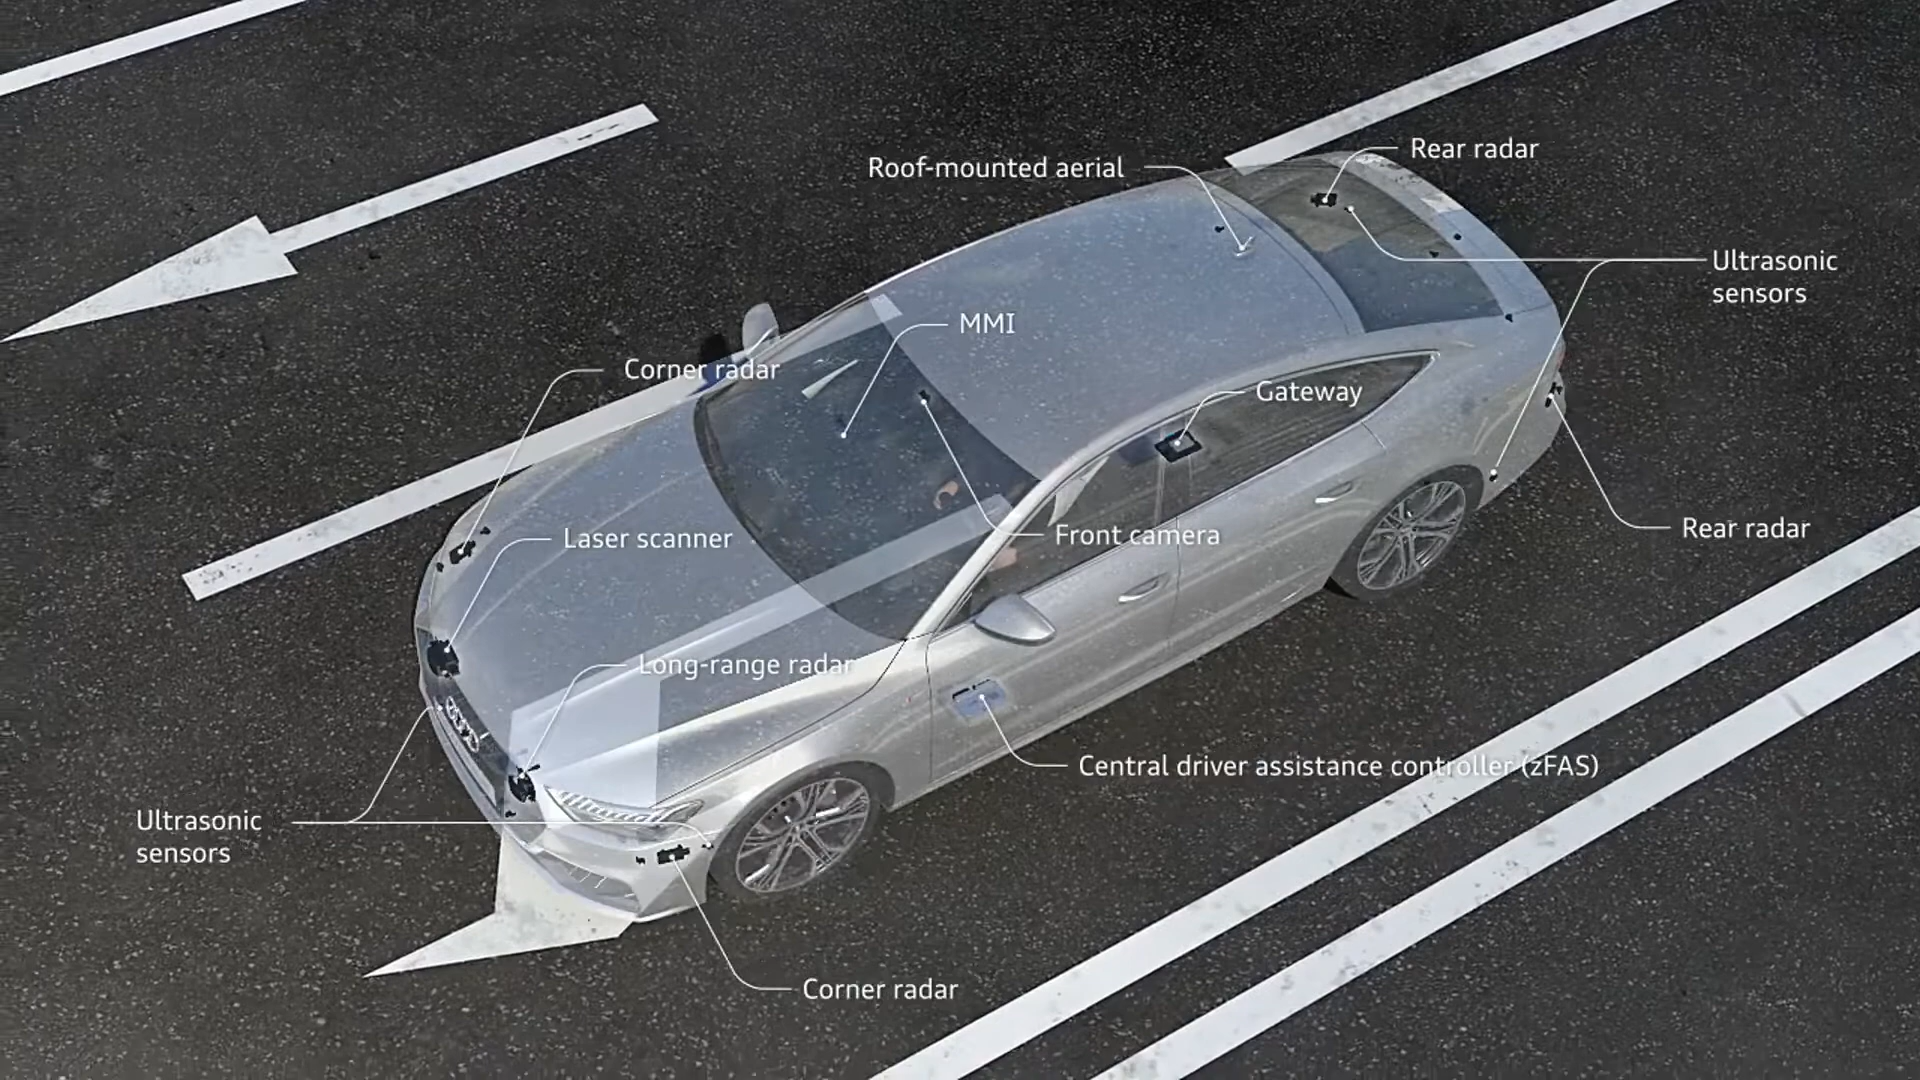 Rear radar
Roof-mounted aerial
Ultrasonic
sensors
MMI
Corner radar
Gateway
Rear radar
Front camera
Laser scanner
Long-range radar
Central driver assistance controller (zFAS)
Ultrasonic
sensors
Corner radar